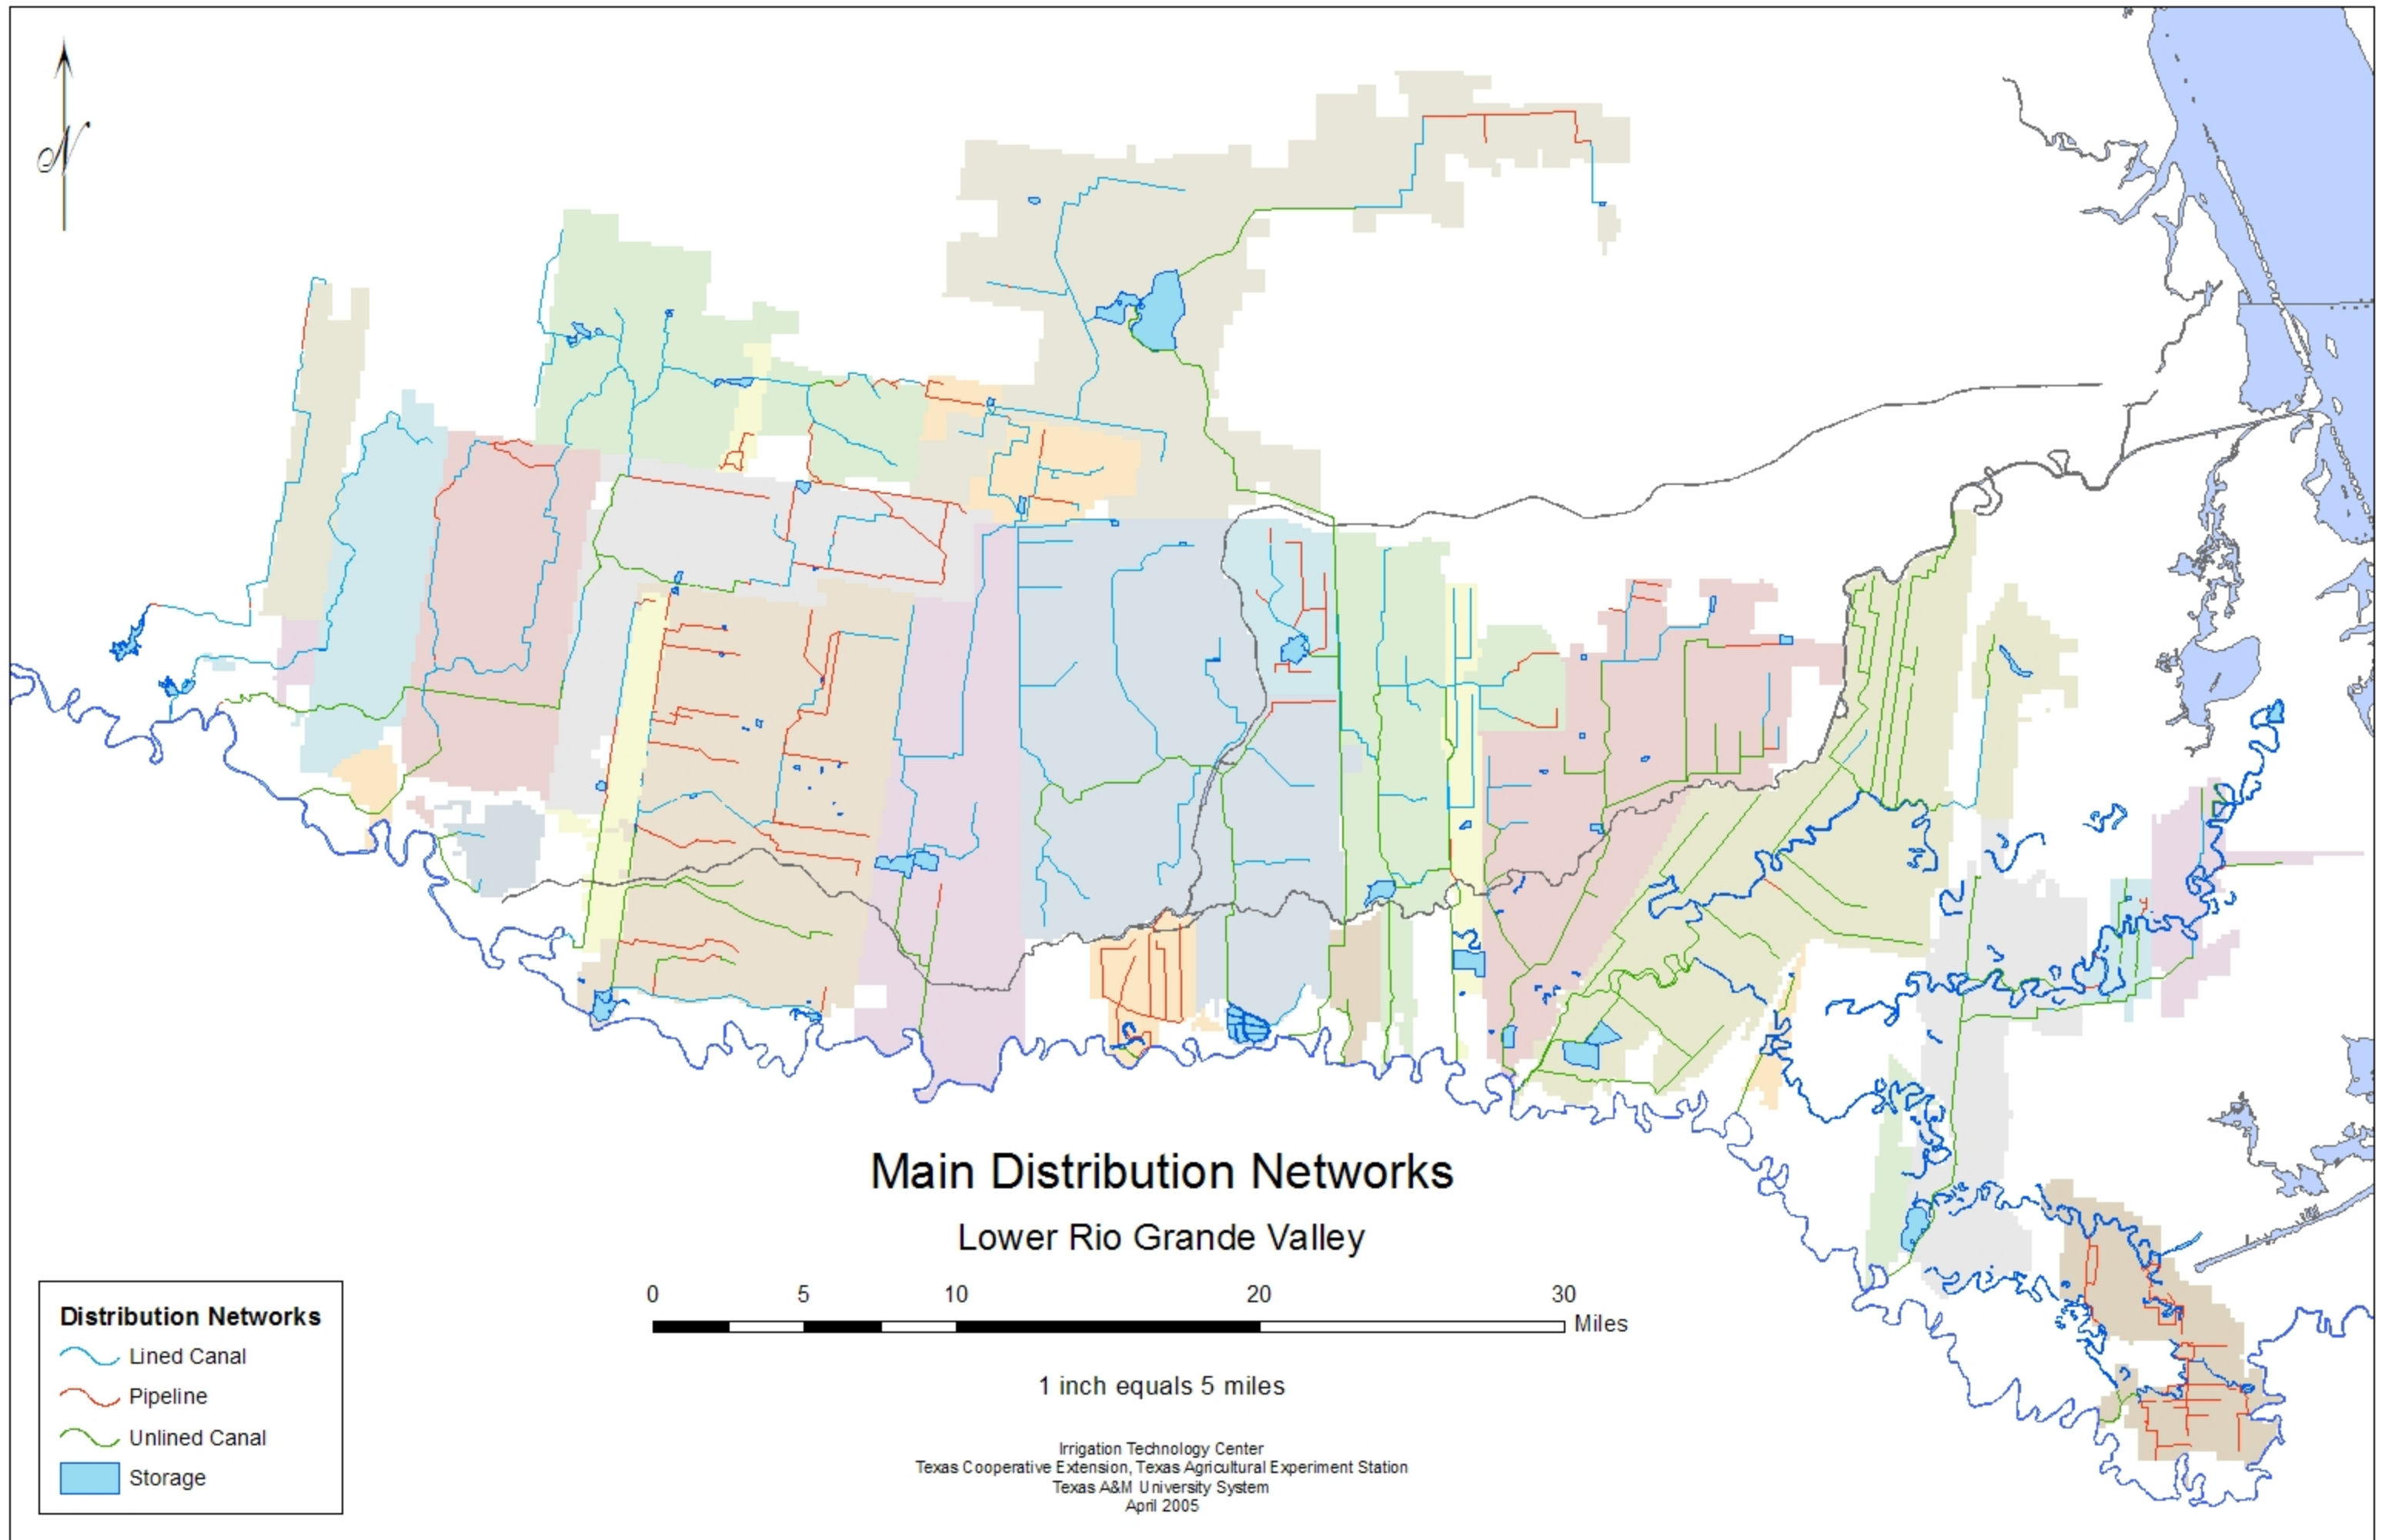 N
Main Distribution Networks
Lower Rio Grande Valley
0 5 10 20 30
Miles
1 inch equals 5 miles
Irrigation Technology Center
Texas Cooperative Extension, Texas Agricultural Experiment Station
Texas A&M University System
April 2005
Distribution Networks
Lined Canal
Pipeline
Unlined Canal
Storage